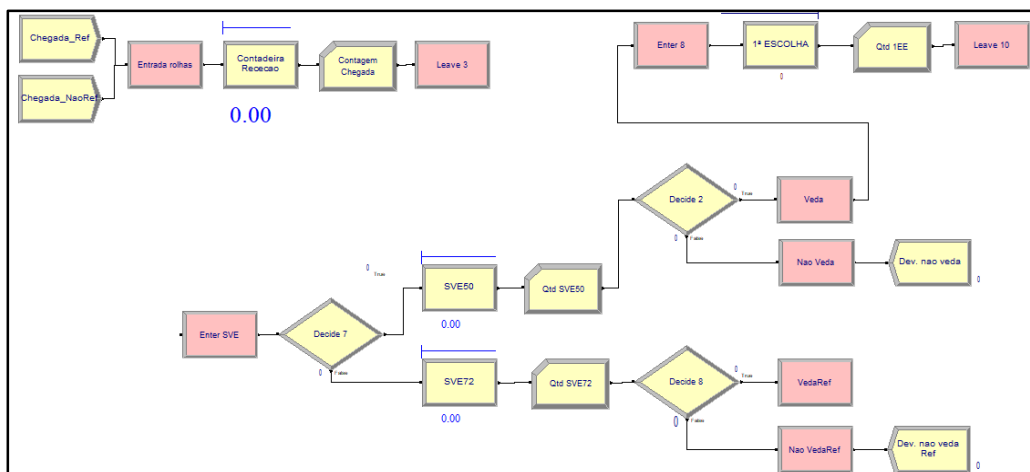 Chegada_Ref
Chegada_NaoRef
Entrada rolhas
Contadeira
Rececao
0.00
Contagem
Chegada
Leave 3
Enter 8
1ª ESCOLHA
0
Qtd 1EE
0
Leave 10
Decide 2
0
True
0
False
Veda
Nao Veda
Dev. nao veda
0
Enter SVE
Decide 7
0
True
0
False
SVE50
0.00
Qtd SVE50
SVE72
0.00
Qtd SVE72
Decide 8
0
True
0
False
VedaRef
Nao VedaRef
Dev. nao veda
Ref
0